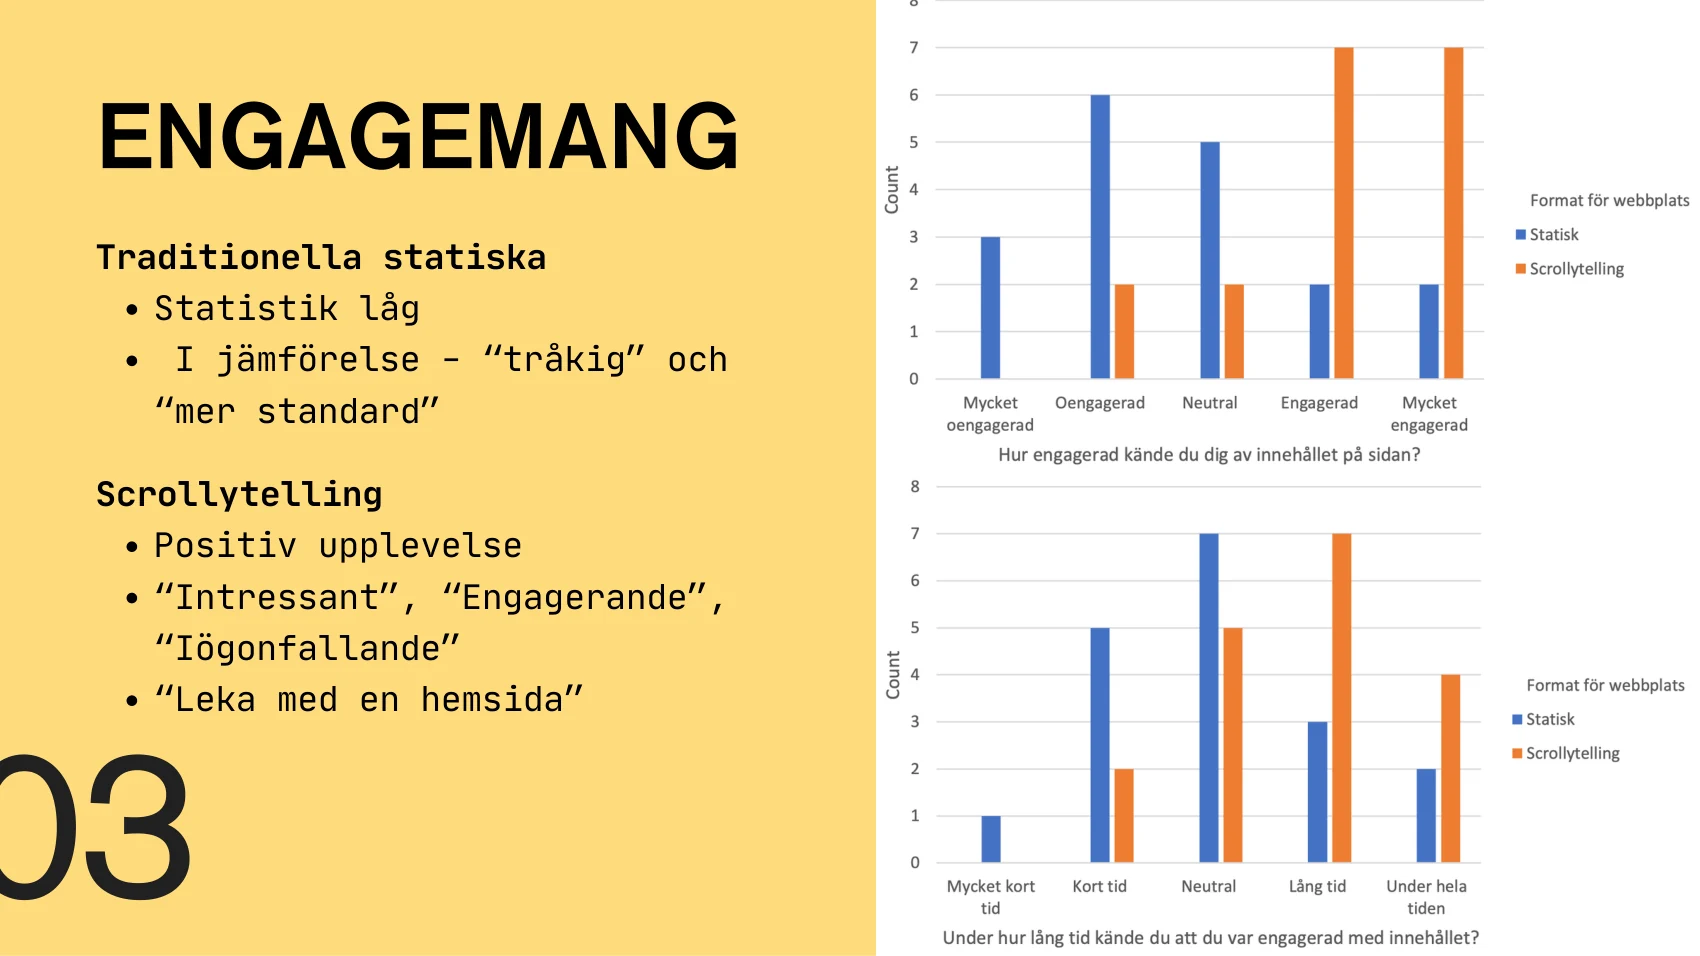 ENGAGEMANG
Traditionella statiska
• Statistik låg
• I jämförelse - “tråkig” och
“mer standard”
Scrollytelling
• Positiv upplevelse
• “Intressant”, “Engagerande”,
“Iögonfallande”
• “Leka med en hemsida”
03
8
7
6
5
4
3
2
1
0
Count
Mycket oengagerad
Oengagerad
Neutral
Engagerad
Mycket engagerad
Hur engagerad kände du dig av innehållet på sidan?
Format för webbplats
Statisk
Scrollytelling
8
7
6
5
4
3
2
1
0
Count
Mycket kort tid
Kort tid
Neutral
Lång tid
Under hela tiden
Under hur lång tid kände du att du var engagerad med innehållet?
Format för webbplats
Statisk
Scrollytelling